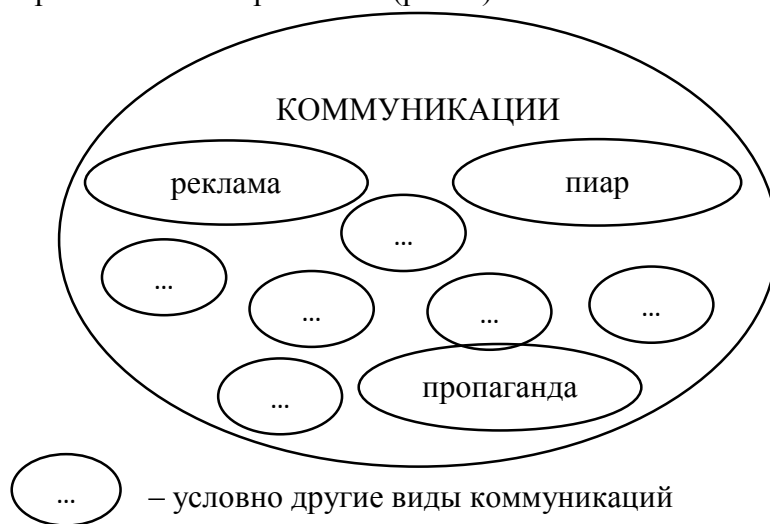 КОММУНИКАЦИИ
реклама
пиар
...
...
...
...
...
...
пропаганда
... – условно другие виды коммуникаций